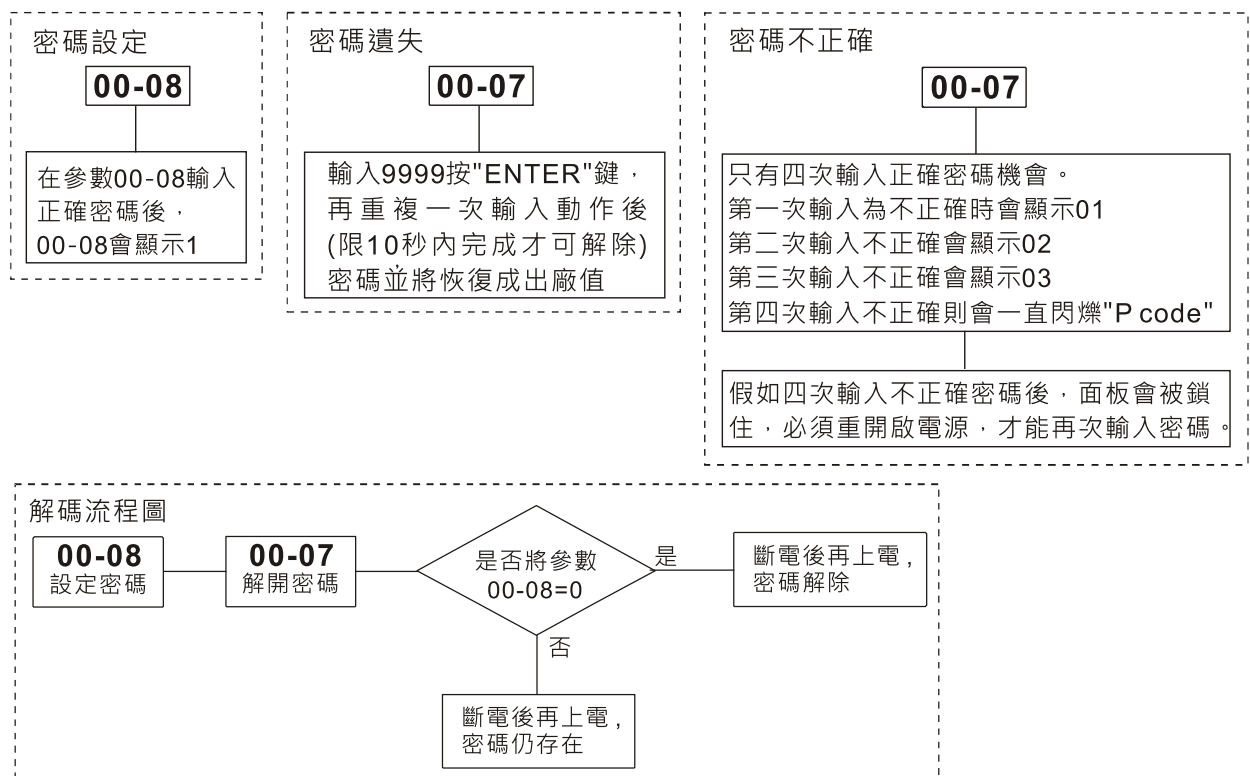 密碼設定
00-08
在參數00-08輸入
正確密碼後，
00-08會顯示1
密碼遺失
00-07
輸入9999按"ENTER"鍵，
再重複一次輸入動作後
(限10秒內完成才可解除)
密碼並將恢復成出廠值
密碼不正確
00-07
只有四次輸入正確密碼機會。
第一次輸入為不正確時會顯示01
第二次輸入不正確會顯示02
第三次輸入不正確會顯示03
第四次輸入不正確則會一直閃爍"P code"
假如四次輸入不正確密碼後，面板會被鎖
住，必須重開啟電源，才能再次輸入密碼。
解碼流程圖
00-08
設定密碼
00-07
解開密碼
是否將參數
00-08=0
是
斷電後再上電，
密碼解除
否
斷電後再上電，
密碼仍存在